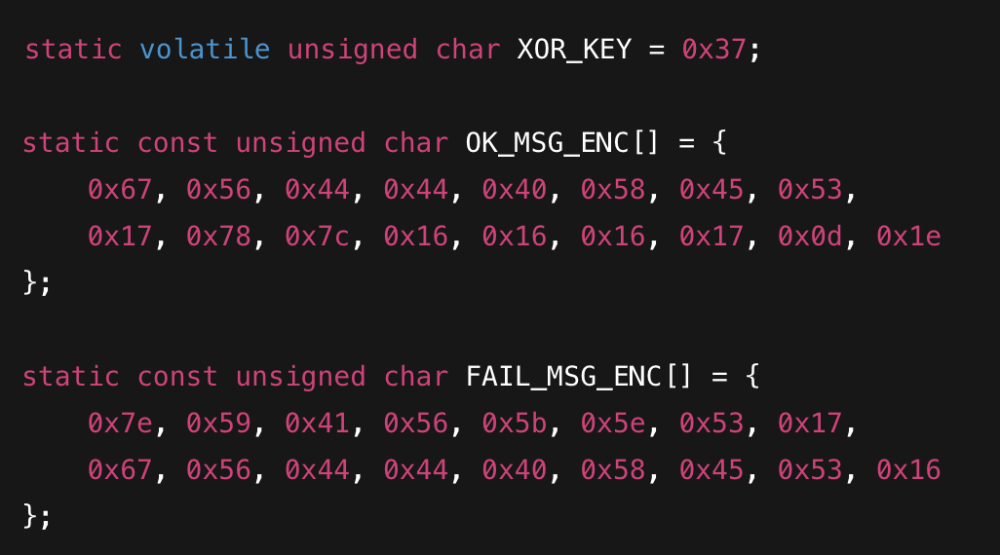 static volatile unsigned char XOR_KEY = 0x37;
static const unsigned char OK_MSG_ENC[] = {
0x67, 0x56, 0x44, 0x44, 0x40, 0x58, 0x45, 0x53,
0x17, 0x78, 0x7c, 0x16, 0x16, 0x16, 0x17, 0x0d, 0x1e
};
static const unsigned char FAIL_MSG_ENC[] = {
0x7e, 0x59, 0x41, 0x56, 0x5b, 0x5e, 0x53, 0x17,
0x67, 0x56, 0x44, 0x44, 0x40, 0x58, 0x45, 0x53, 0x16
};